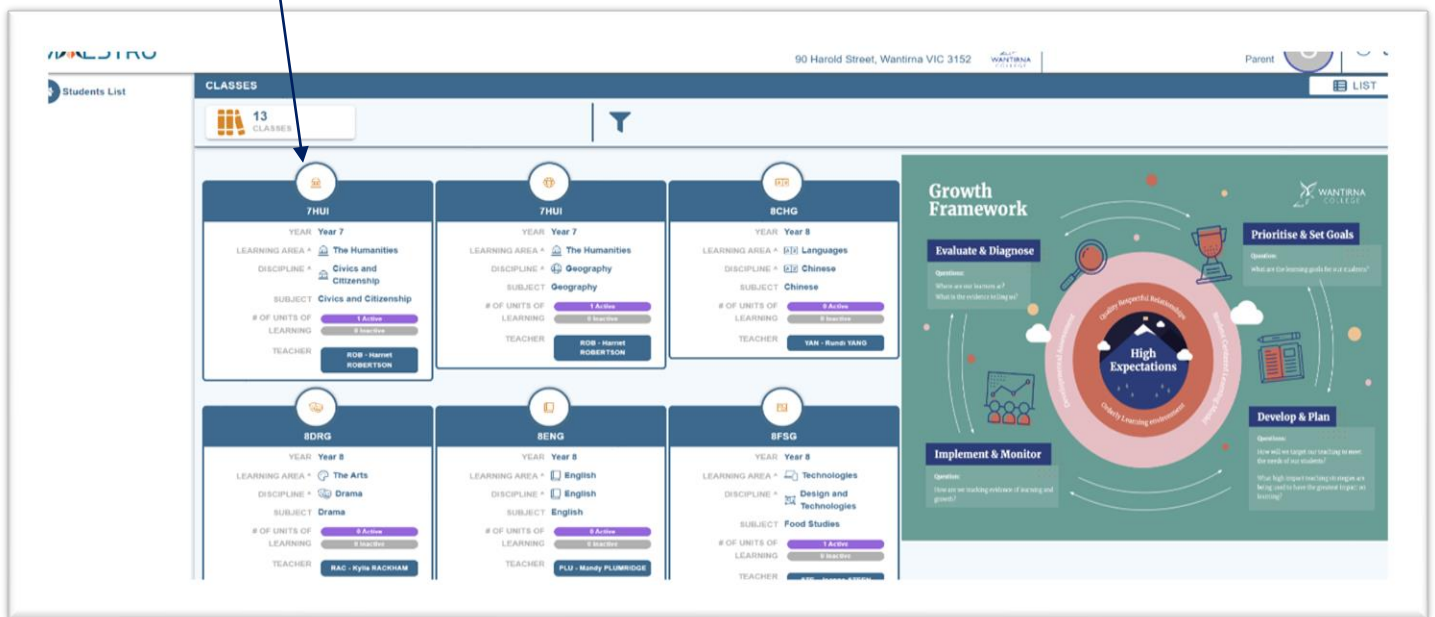 90 Harold Street, Wantirna VIC 3152
WANTIRNA
COLLEGE
Parent
Students List
CLASSES
LIST
13
CLASSES
7HUI
YEAR Year 7
LEARNING AREA ^ The Humanities
DISCIPLINE ^ Civics and
Citizenship
SUBJECT Civics and Citizenship
# OF UNITS OF 1 Active
LEARNING 0 Inactive
TEACHER ROB - Harriet
ROBERTSON
7HUI
YEAR Year 7
LEARNING AREA ^ The Humanities
DISCIPLINE ^ Geography
SUBJECT Geography
# OF UNITS OF 1 Active
LEARNING 0 Inactive
TEACHER ROB - Harriet
ROBERTSON
8CHG
YEAR Year 8
LEARNING AREA ^ Languages
DISCIPLINE ^ Chinese
SUBJECT Chinese
# OF UNITS OF 0 Active
LEARNING 0 Inactive
TEACHER YAN - Rundi YANG
8DRG
YEAR Year 8
LEARNING AREA ^ The Arts
DISCIPLINE ^ Drama
SUBJECT Drama
# OF UNITS OF 0 Active
LEARNING 0 Inactive
TEACHER RAC - Kylie RACKHAM
8ENG
YEAR Year 8
LEARNING AREA ^ English
DISCIPLINE ^ English
SUBJECT English
# OF UNITS OF 0 Active
LEARNING 0 Inactive
TEACHER PLU - Mandy PLUMRIDGE
8FSG
YEAR Year 8
LEARNING AREA ^ Technologies
DISCIPLINE ^ Design and
Technologies
SUBJECT Food Studies
# OF UNITS OF 1 Active
LEARNING 0 Inactive
TEACHER
Growth
Framework
WANTIRNA
COLLEGE
Evaluate & Diagnose
Questions:
Where are our learners at?
What is the evidence telling us?
Prioritise & Set Goals
Question:
What are the learning goals for our students?
Quality Respectful Relationships
Developmental Assessment
High
Expectations
Orderly Learning environment
Implement & Monitor
Question:
How are we tracking evidence of learning and
growth?
Develop & Plan
Questions:
How will we target our teaching to meet
the needs of our students?
What high impact teaching strategies are
being used to have the greatest impact on
learning?